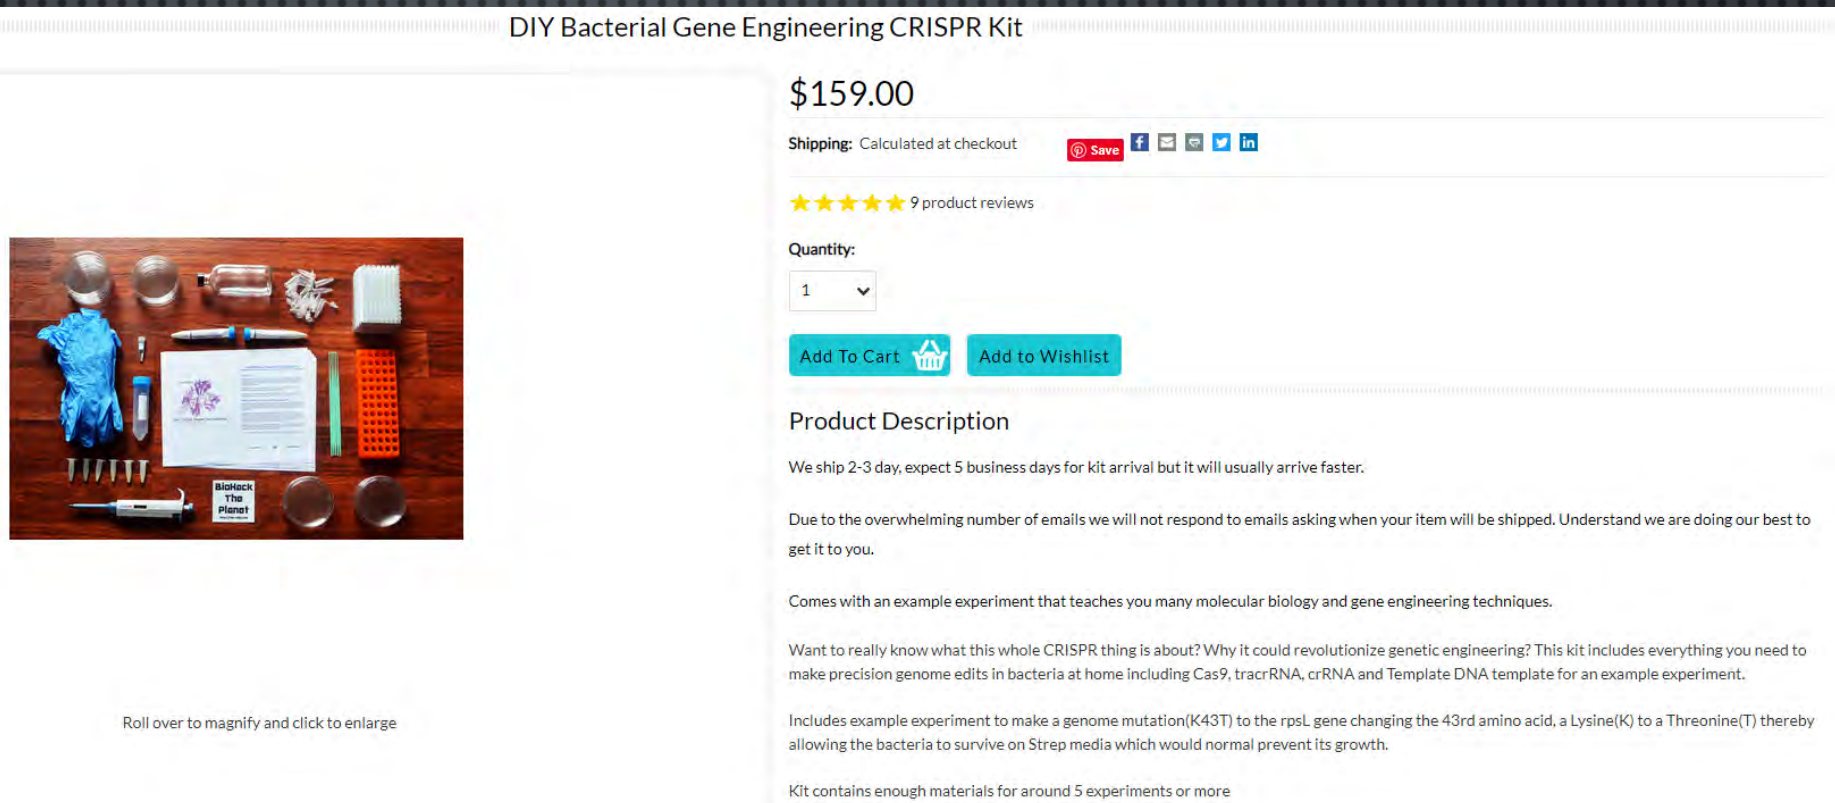 DIY Bacterial Gene Engineering CRISPR Kit
$159.00
Shipping: Calculated at checkout
Save
9 product reviews
Quantity:
1
Add To Cart
Add to Wishlist
Product Description
We ship 2-3 day, expect 5 business days for kit arrival but it will usually arrive faster.
Due to the overwhelming number of emails we will not respond to emails asking when your item will be shipped. Understand we are doing our best to
get it to you.
Comes with an example experiment that teaches you many molecular biology and gene engineering techniques.
Want to really know what this whole CRISPR thing is about? Why it could revolutionize genetic engineering? This kit includes everything you need to
make precision genome edits in bacteria at home including Cas9, tracrRNA, crRNA and Template DNA template for an example experiment.
Includes example experiment to make a genome mutation(K43T) to the rpsL gene changing the 43rd amino acid, a Lysine(K) to a Threonine(T) thereby
allowing the bacteria to survive on Strep media which would normal prevent its growth.
Kit contains enough materials for around 5 experiments or more
BioHack
The
Planet
Roll over to magnify and click to enlarge